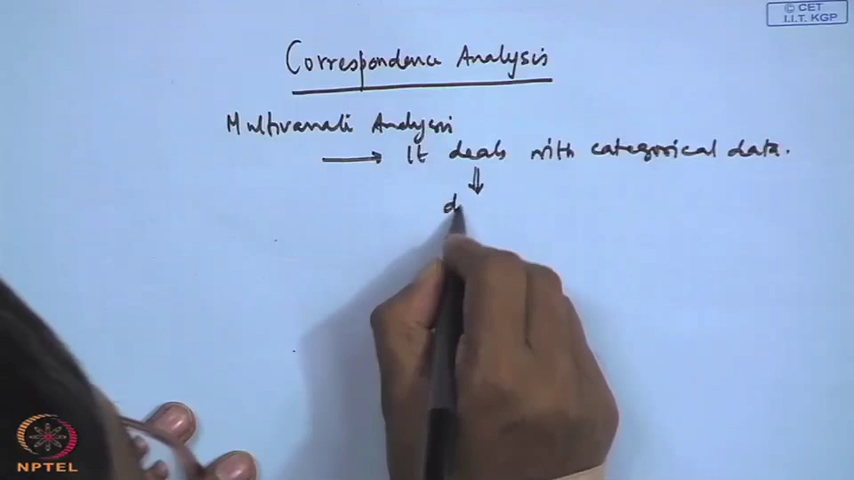 © CET
I.I.T. KGP
Correspondence Analysis
Multivariate Analysis
It deals with categorical data.
d
NPTEL